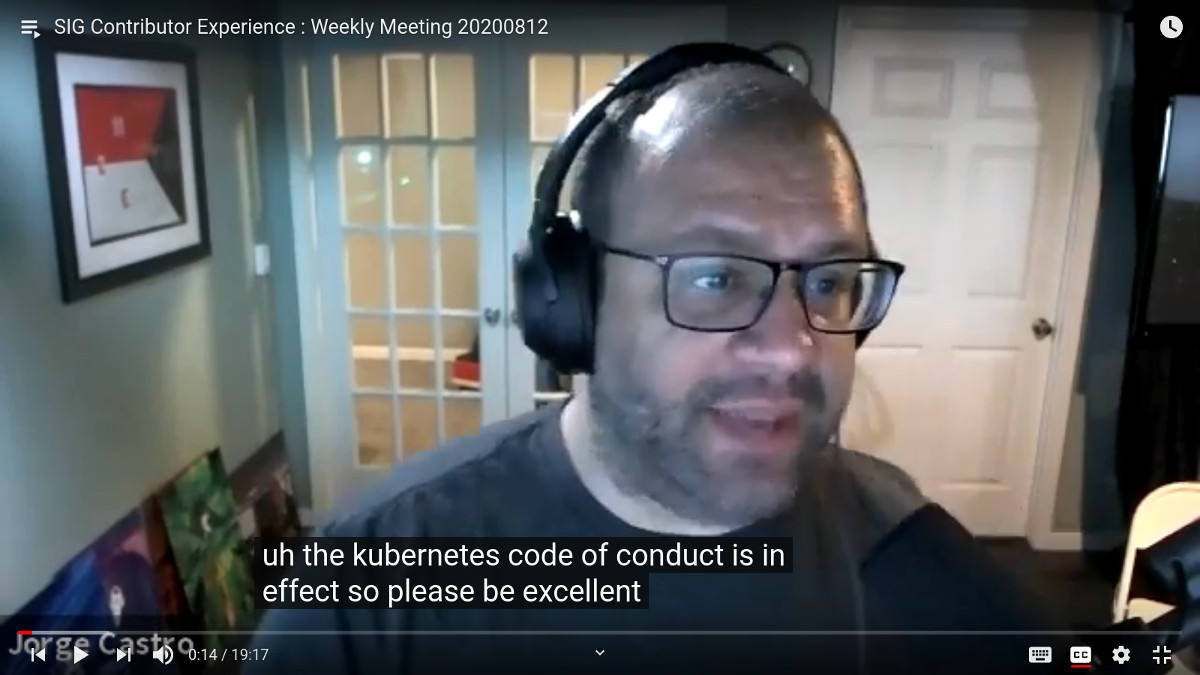 SIG Contributor Experience : Weekly Meeting 20200812
uh the kubernetes code of conduct is in
effect so please be excellent
Jorge Castro
0:14 / 19:17
CC